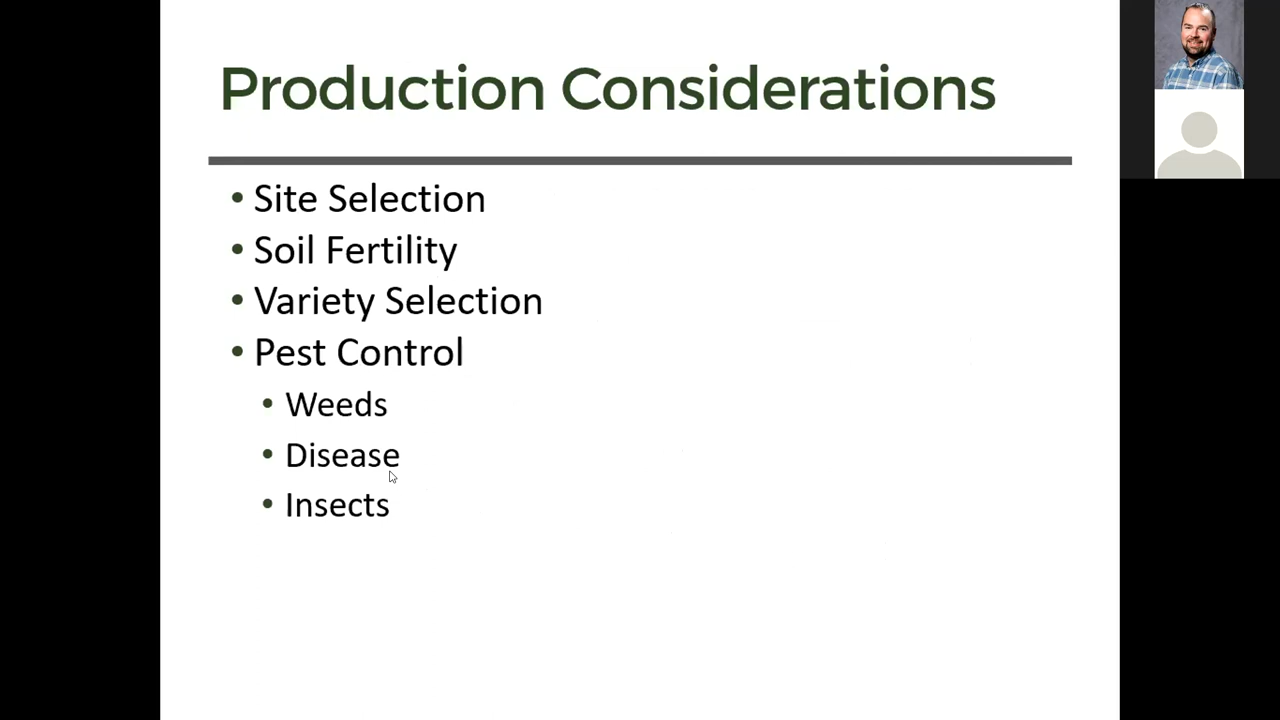 Production Considerations
• Site Selection
• Soil Fertility
• Variety Selection
• Pest Control
• Weeds
• Disease
• Insects